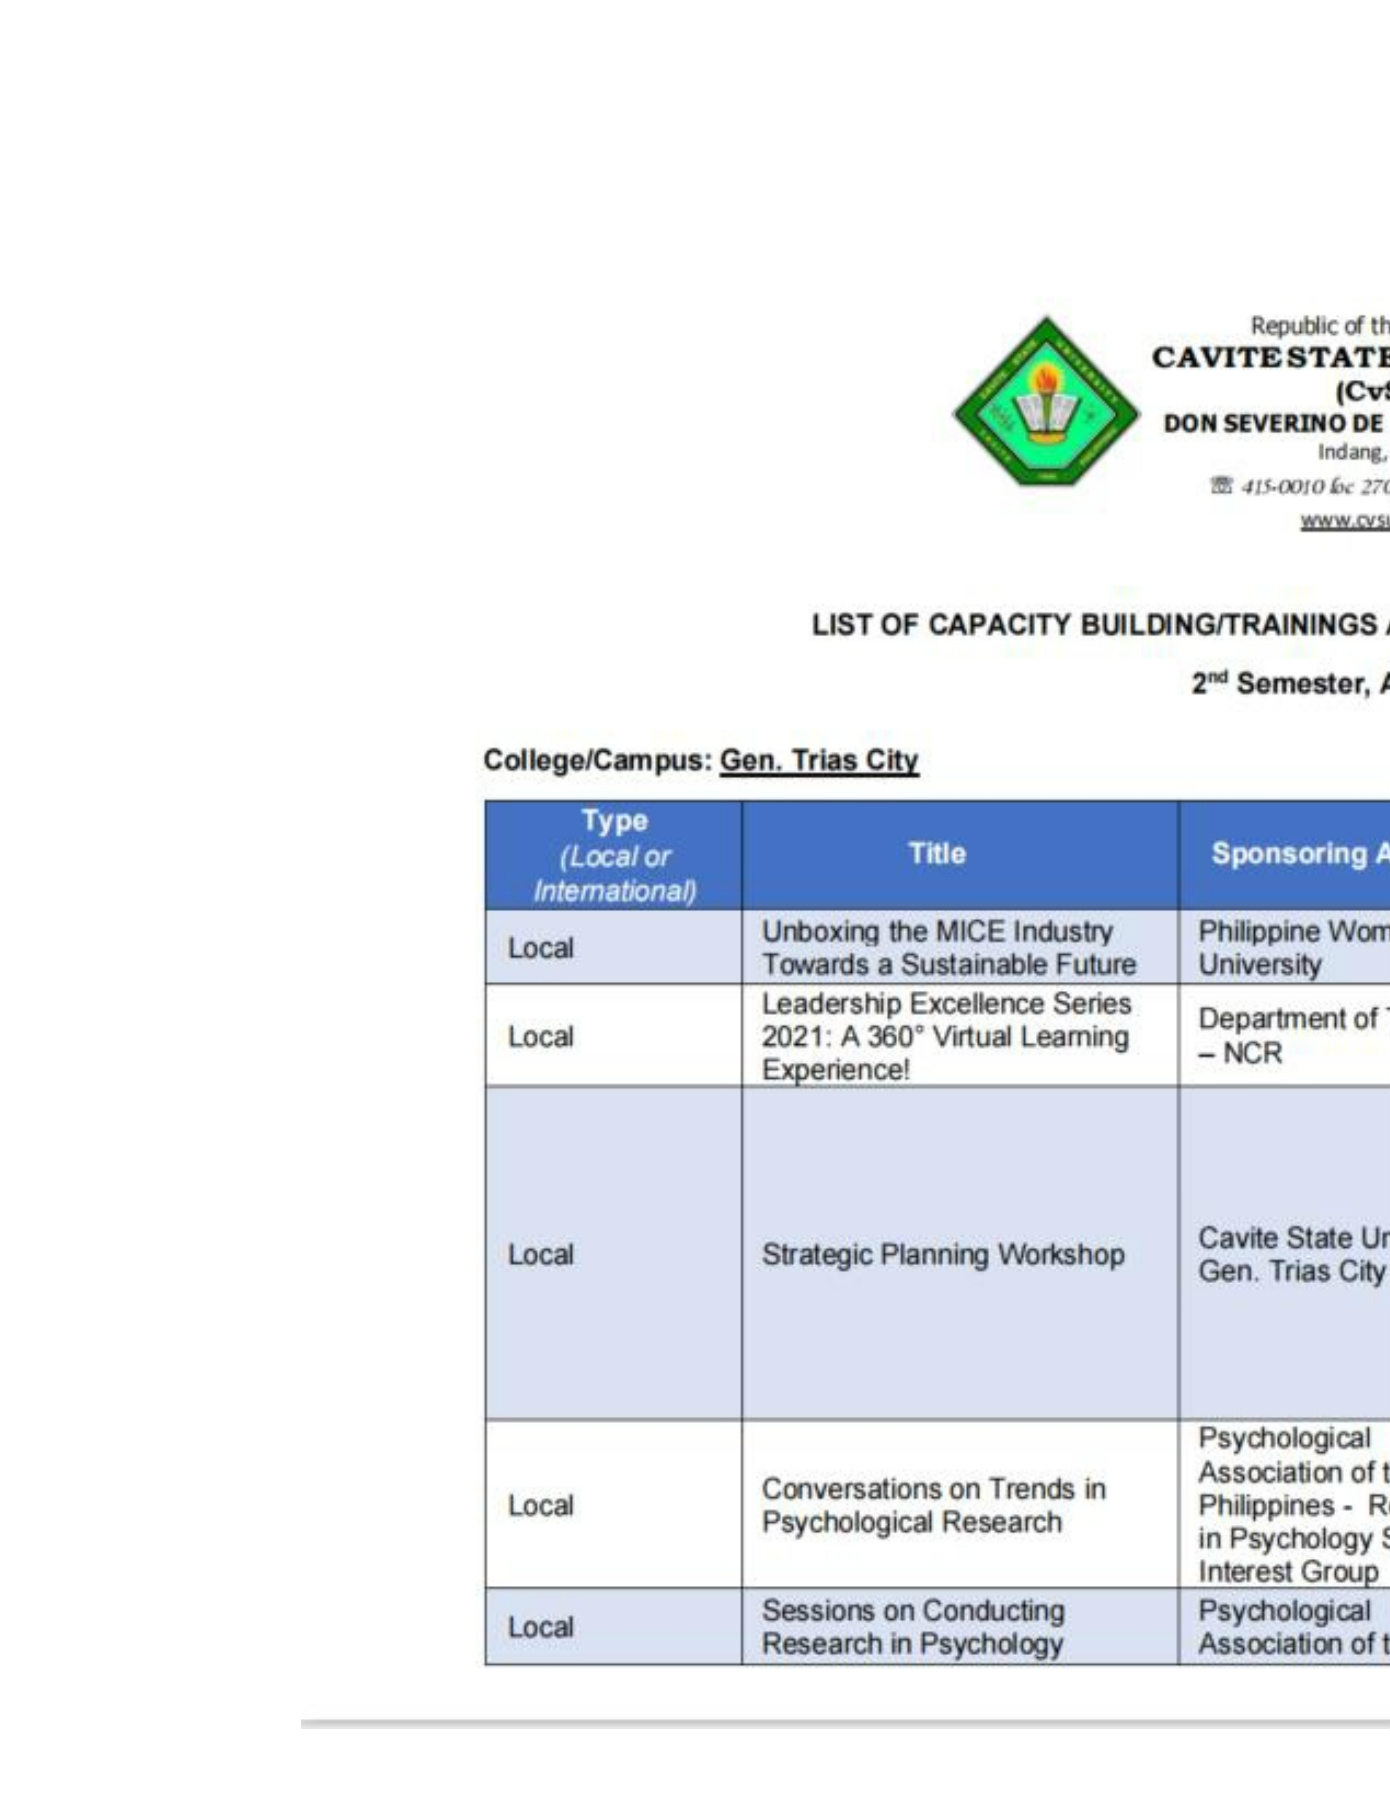 Republic of th
CAVITE STATE
(CvS
DON SEVERINO DE
Indang,
☏ 415-0010 loc 270
www.cvsu
LIST OF CAPACITY BUILDING/TRAININGS A
2nd Semester, A
College/Campus: Gen. Trias City
Type
(Local or
International)
Title
Sponsoring A
Local
Unboxing the MICE Industry
Towards a Sustainable Future
Philippine Wom
University
Local
Leadership Excellence Series
2021: A 360° Virtual Learning
Experience!
Department of T
– NCR
Local
Strategic Planning Workshop
Cavite State Un
Gen. Trias City
Local
Conversations on Trends in
Psychological Research
Psychological
Association of t
Philippines - Re
in Psychology S
Interest Group
Local
Sessions on Conducting
Research in Psychology
Psychological
Association of t